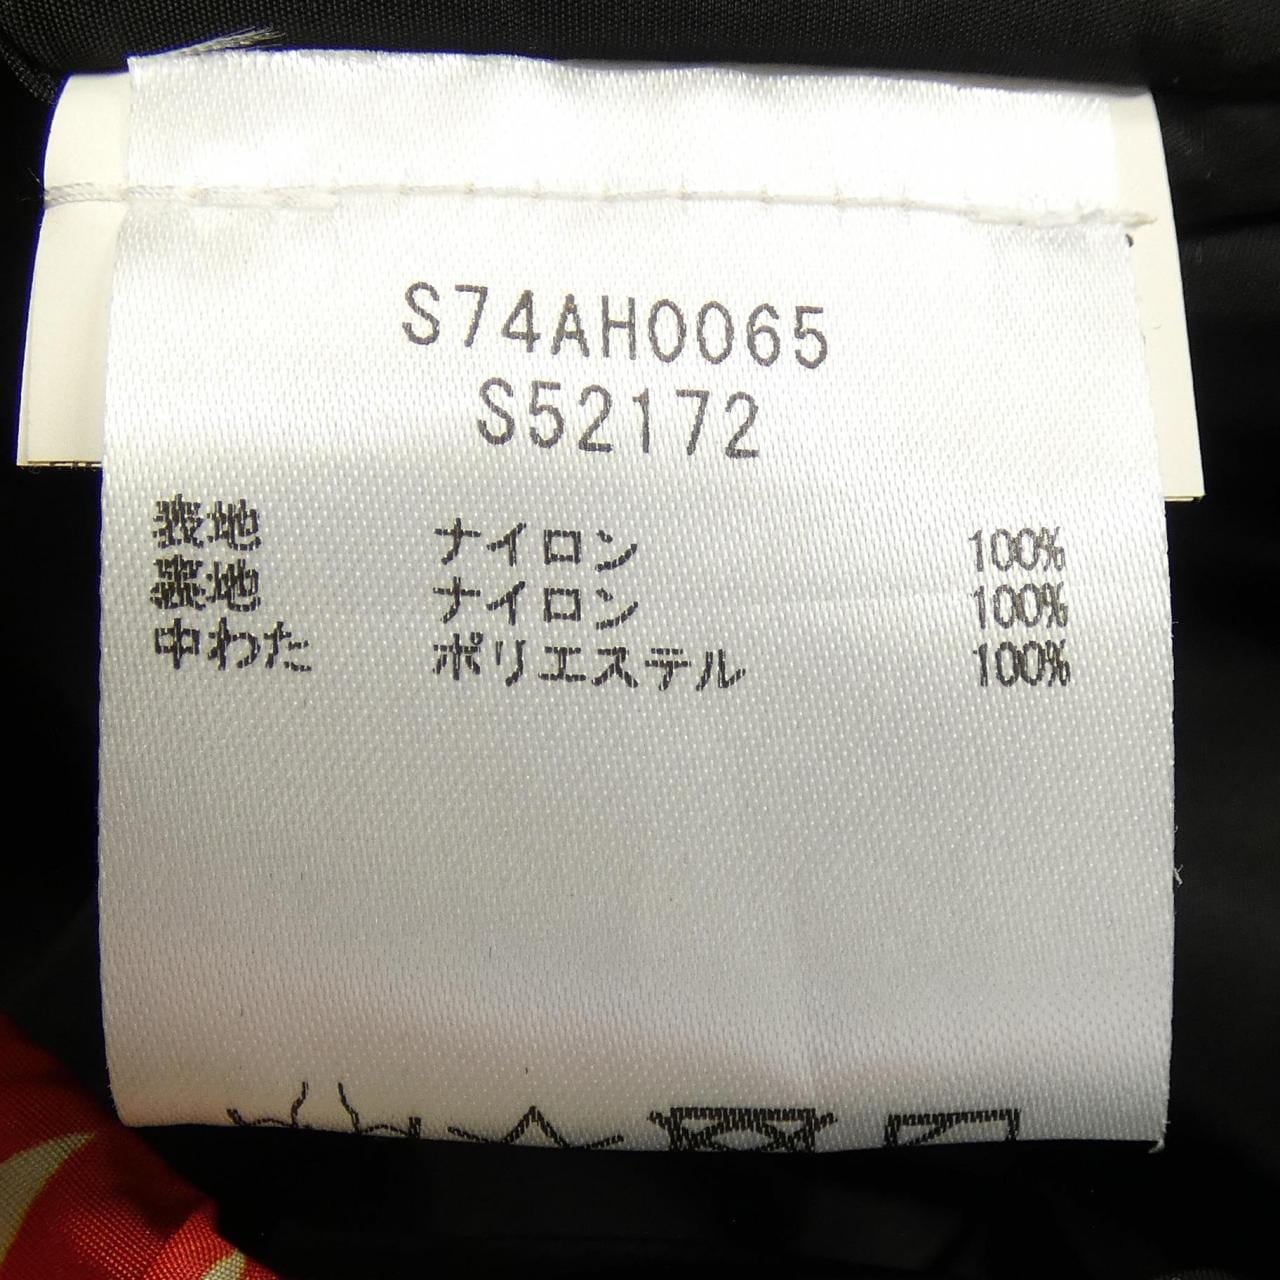 S74AH0065
S52172
表地 ナイロン 100%
裏地 ナイロン 100%
中わた ポリエステル 100%